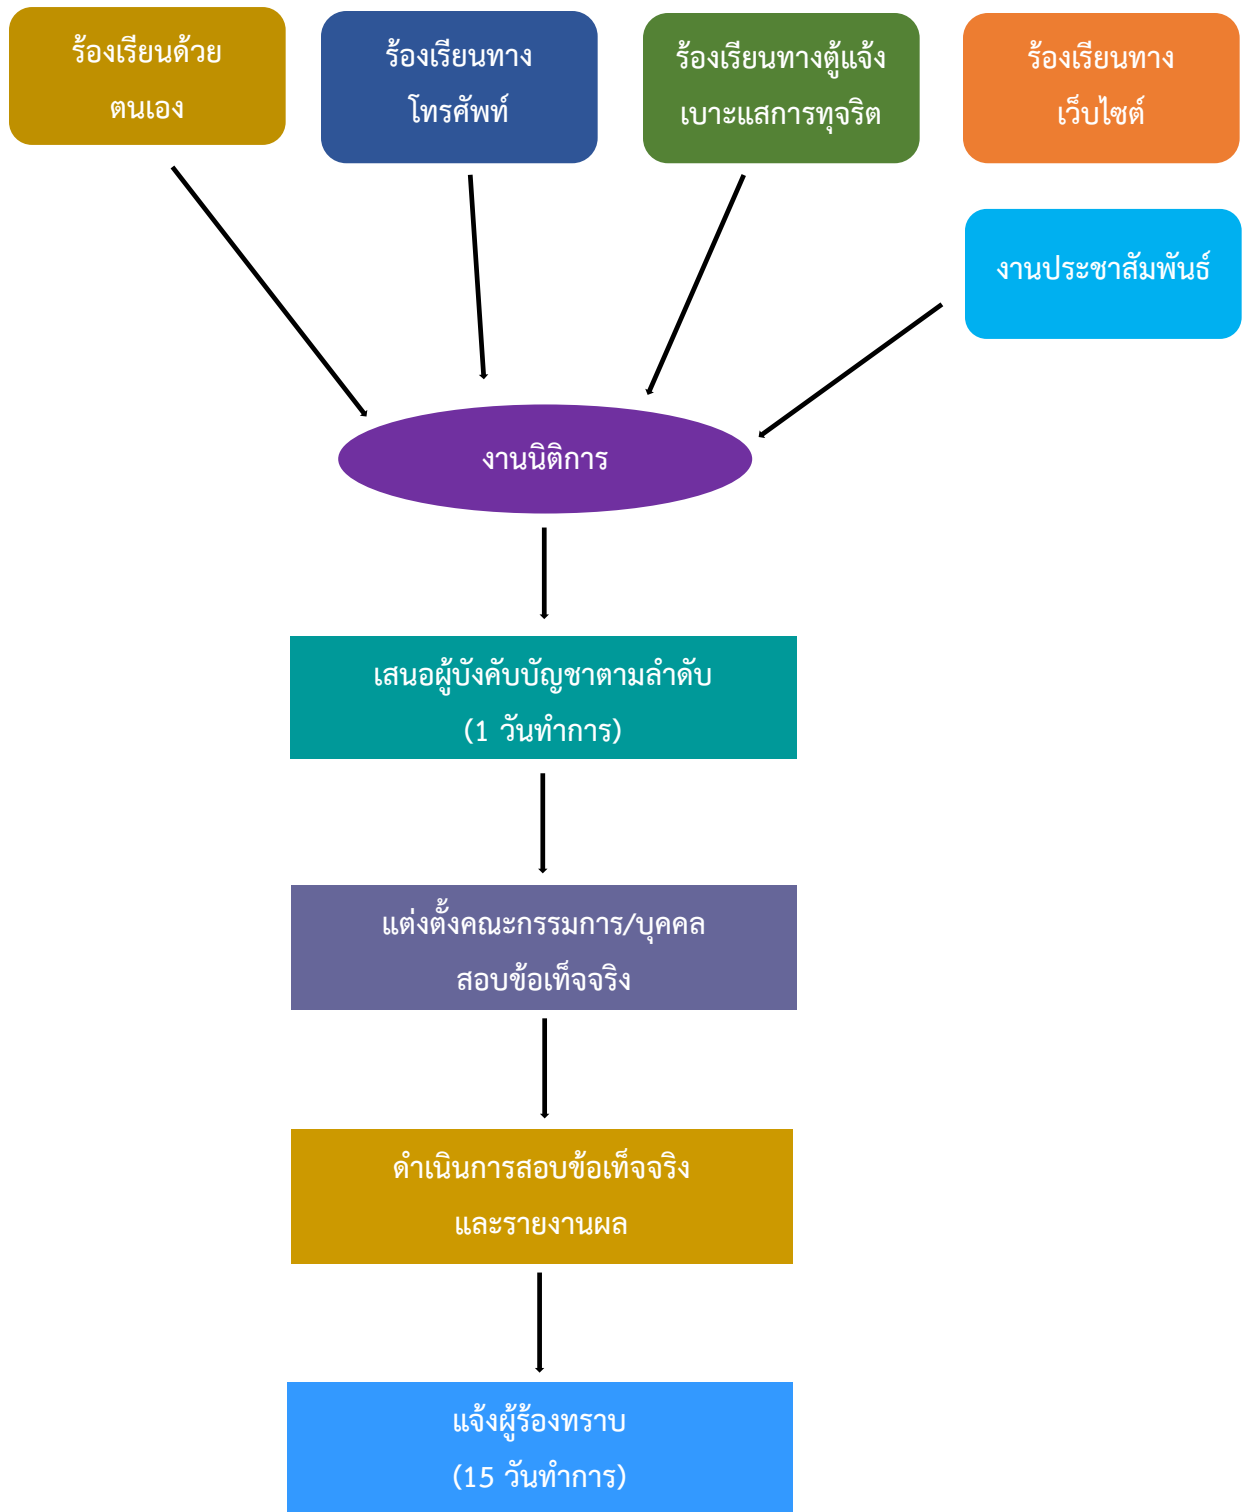 ร้องเรียนด้วย
ตนเอง
ร้องเรียนทาง
โทรศัพท์
ร้องเรียนทางตู้แจ้ง
เบาะแสการทุจริต
ร้องเรียนทาง
เว็บไซต์
งานประชาสัมพันธ์
งานนิติการ
เสนอผู้บังคับบัญชาตามลำดับ
(1 วันทำการ)
แต่งตั้งคณะกรรมการ/บุคคล
สอบข้อเท็จจริง
ดำเนินการสอบข้อเท็จจริง
และรายงานผล
แจ้งผู้ร้องทราบ
(15 วันทำการ)